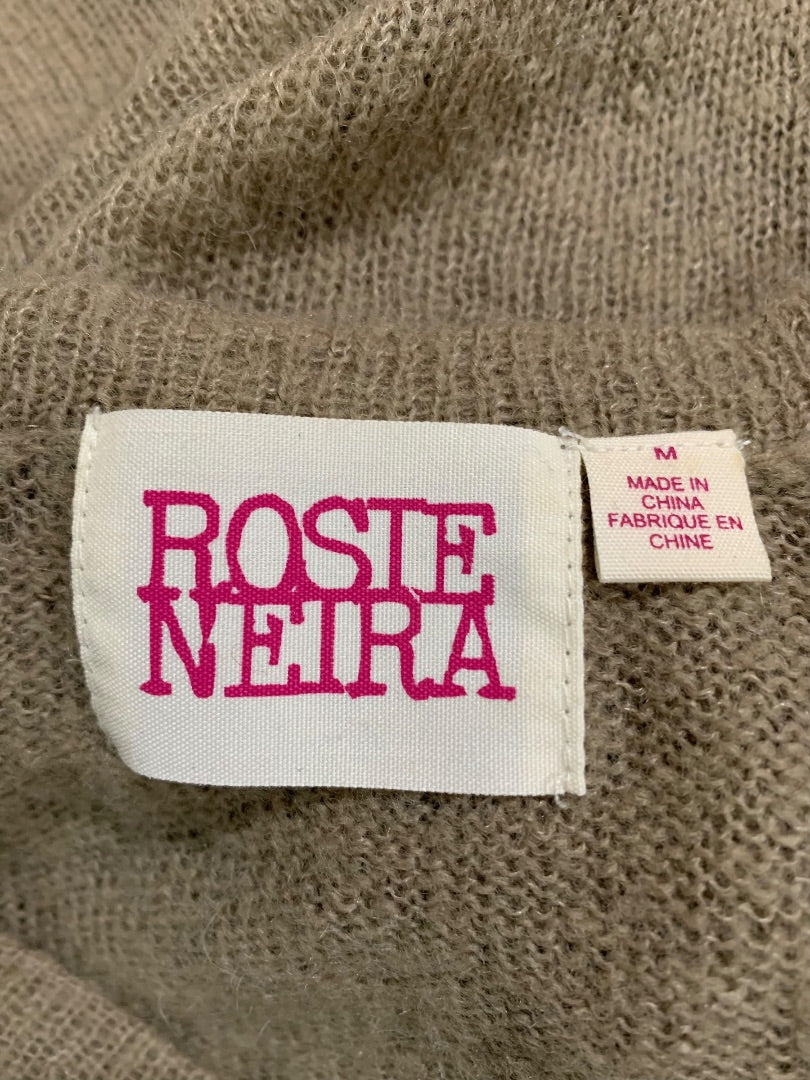 ROSIE
NEIRA
M
MADE IN
CHINA
FABRIQUE EN
CHINE